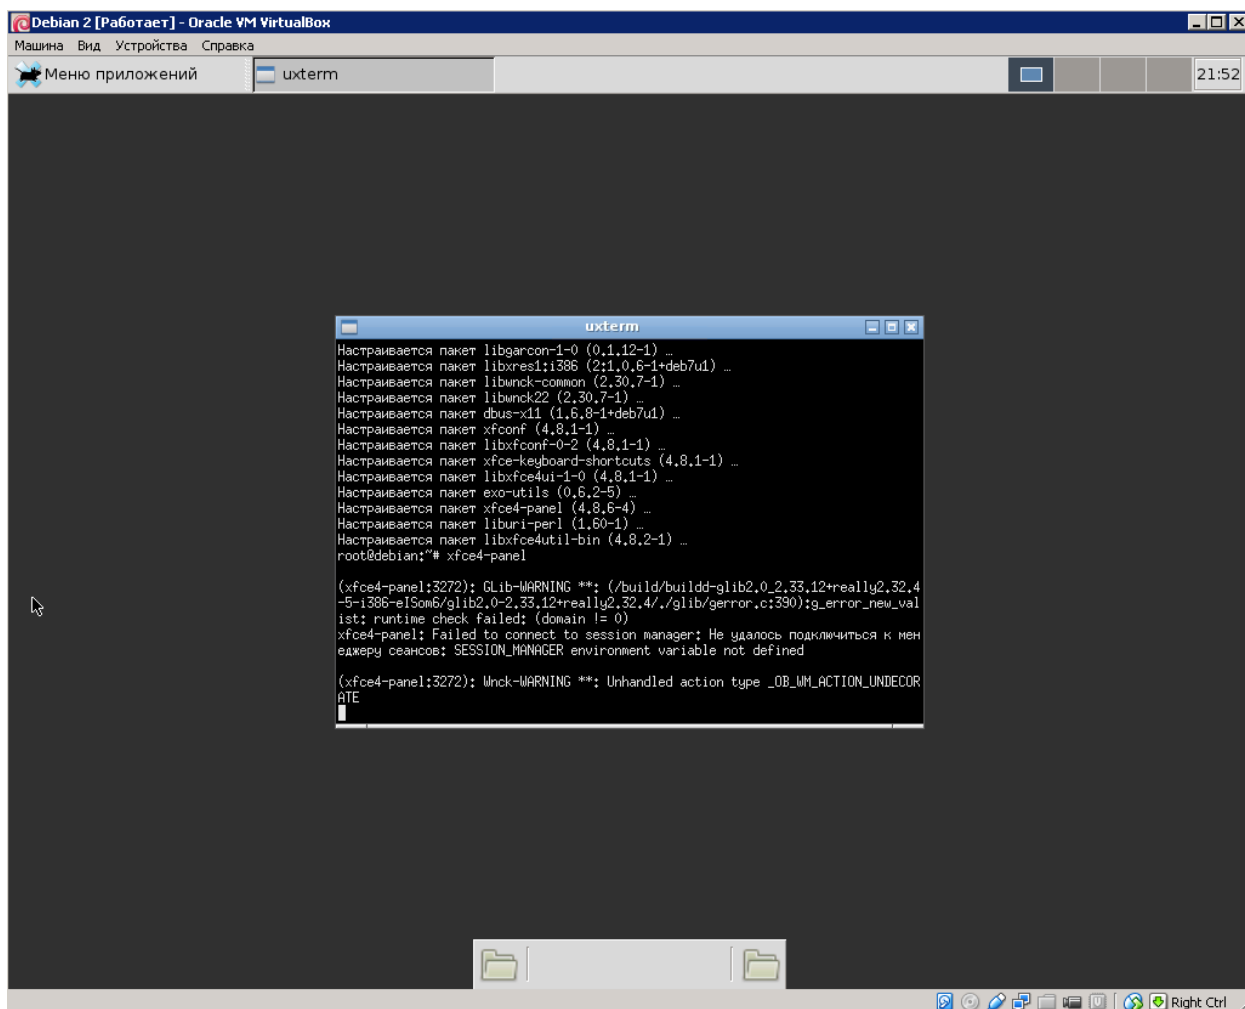 Debian 2 [Работает] - Oracle VM VirtualBox
Машина Вид Устройства Справка
Меню приложений uxterm 21:52
uxterm
Настраивается пакет libgarcon-1-0 (0.1.12-1) …
Настраивается пакет libxres1:i386 (2:1.0.6-1+deb7u1) …
Настраивается пакет libwnck-common (2.30.7-1) …
Настраивается пакет libwnck22 (2.30.7-1) …
Настраивается пакет dbus-x11 (1.6.8-1+deb7u1) …
Настраивается пакет xfconf (4.8.1-1) …
Настраивается пакет libxfconf-0-2 (4.8.1-1) …
Настраивается пакет xfce-keyboard-shortcuts (4.8.1-1) …
Настраивается пакет libxfce4ui-1-0 (4.8.1-1) …
Настраивается пакет exo-utils (0.6.2-5) …
Настраивается пакет xfce4-panel (4.8.6-4) …
Настраивается пакет liburi-perl (1.60-1) …
Настраивается пакет libxfce4util-bin (4.8.2-1) …
root@debian:~# xfce4-panel
(xfce4-panel:3272): GLib-WARNING **: (/build/buildd-glib2.0_2.33.12+really2.32.4
-5-i386-eISom6/glib2.0-2.33.12+really2.32.4/./glib/gerror.c:390):g_error_new_val
ist: runtime check failed: (domain != 0)
xfce4-panel: Failed to connect to session manager: Не удалось подключиться к мен
еджеру сеансов: SESSION_MANAGER environment variable not defined
(xfce4-panel:3272): Wnck-WARNING **: Unhandled action type _OB_WM_ACTION_UNDECOR
ATE
Right Ctrl